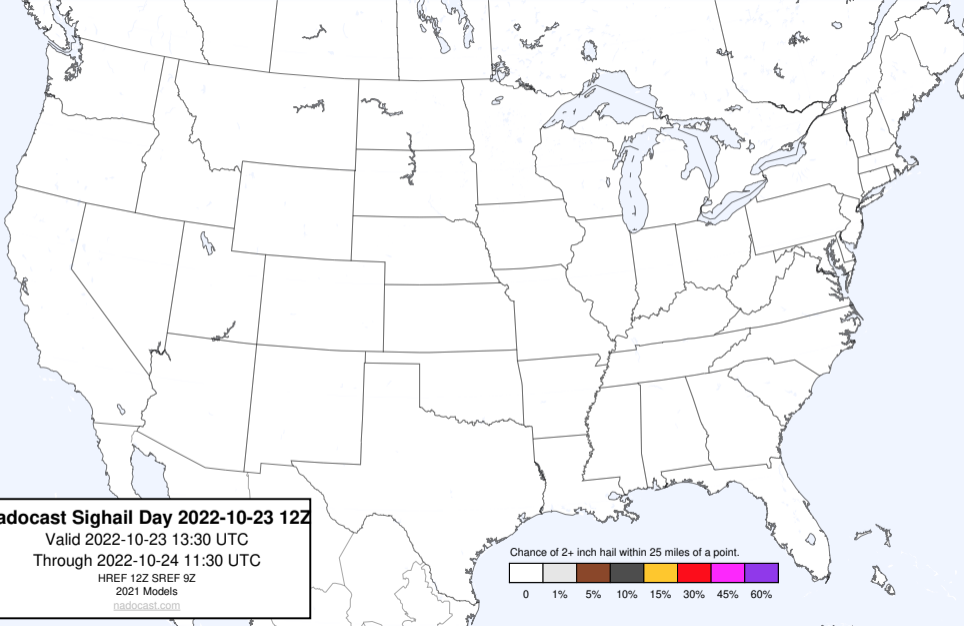 adocast Sighail Day 2022-10-23 12Z
Valid 2022-10-23 13:30 UTC
Through 2022-10-24 11:30 UTC
HREF 12Z SREF 9Z
2021 Models
nadocast.com
Chance of 2+ inch hail within 25 miles of a point.
0 1% 5% 10% 15% 30% 45% 60%